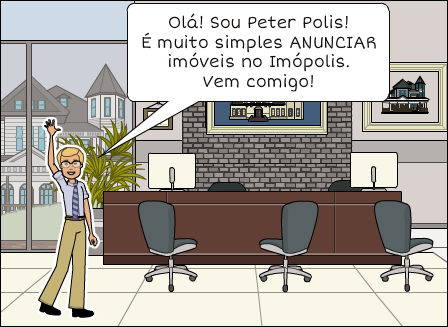 Olá! Sou Peter Polis!
É muito simples ANUNCIAR
imóveis no Imópolis.
Vem comigo!